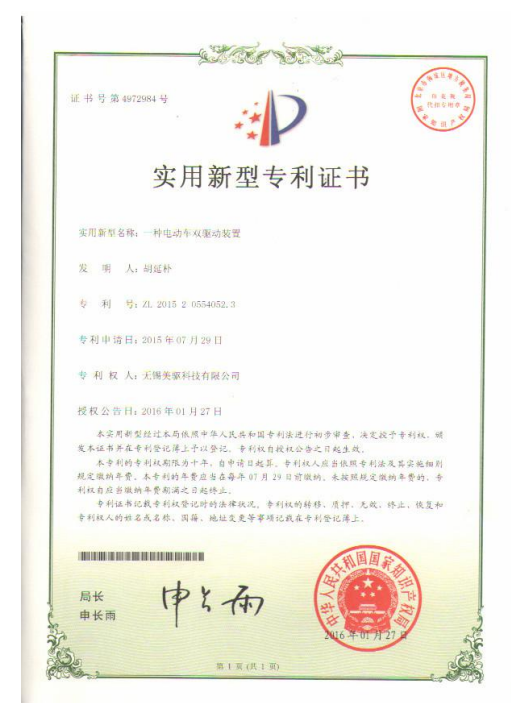 证书号第4972984号
实用新型专利证书
实用新型名称：一种电动车双驱动装置
发 明 人：胡延朴
专 利 号：ZL 2015 2 0554052.3
专利申请日：2015年07月29日
专 利 权 人：无锡美驱科技有限公司
授权公告日：2016年01月27日
本实用新型经过本局依照中华人民共和国专利法进行初步审查，决定授予专利权，颁
发本证书并在专利登记簿上予以登记。专利权自授权公告之日起生效。
本专利的专利权期限为十年，自申请日起算。专利权人应当依照专利法及其实施细则
规定缴纳年费。本专利的年费应当在每年07月29日前缴纳。未按照规定缴纳年费的，专
利权自应当缴纳年费期满之日起终止。
专利证书记载专利权登记时的法律状况。专利权的转移、质押、无效、终止、恢复和
专利权人的姓名或名称、国籍、地址变更等事项记载在专利登记簿上。
局长
申长雨
申长雨
中华人民共和国国家知识产权局
2016年01月27日
第1页(共1页)